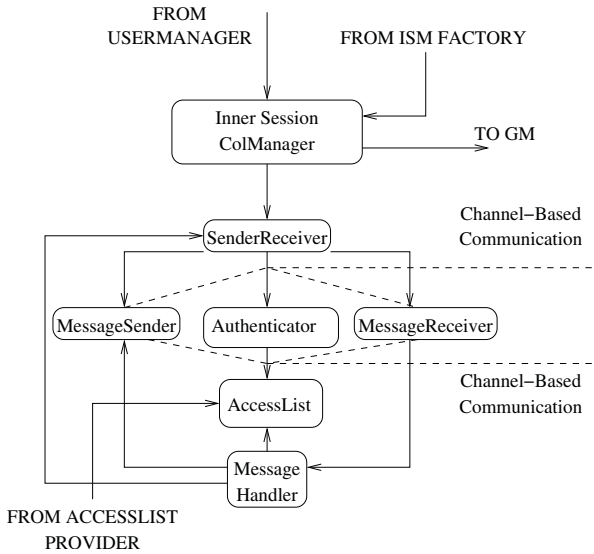 FROM
USERMANAGER
FROM ISM FACTORY
Inner Session
ColManager
TO GM
Channel-Based
Communication
SenderReceiver
MessageSender
Authenticator
MessageReceiver
Channel-Based
Communication
AccessList
Message
Handler
FROM ACCESSLIST
PROVIDER